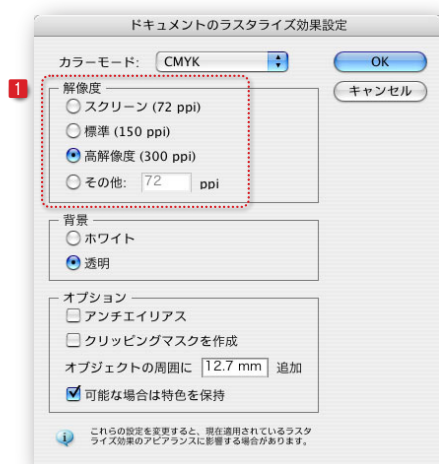 ドキュメントのラスタライズ効果設定
カラーモード: CMYK
OK
キャンセル
1
解像度
スクリーン (72 ppi)
標準 (150 ppi)
高解像度 (300 ppi)
その他: 72 ppi
背景
ホワイト
透明
オプション
アンチエイリアス
クリッピングマスクを作成
オブジェクトの周囲に 12.7 mm 追加
可能な場合は特色を保持
これらの設定を変更すると、現在適用されているラスタ
ライズ効果のアピアランスに影響する場合があります。